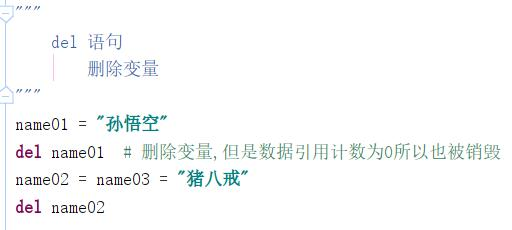 """
del 语句
删除变量
"""
name01 = "孙悟空"
del name01 # 删除变量,但是数据引用计数为0所以也被销毁
name02 = name03 = "猪八戒"
del name02